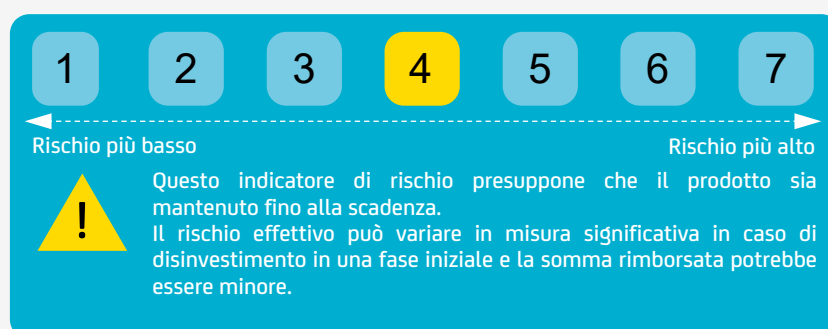 1 2 3 4 5 6 7
Rischio più basso Rischio più alto
!
Questo indicatore di rischio presuppone che il prodotto sia
mantenuto fino alla scadenza.
Il rischio effettivo può variare in misura significativa in caso di
disinvestimento in una fase iniziale e la somma rimborsata potrebbe
essere minore.